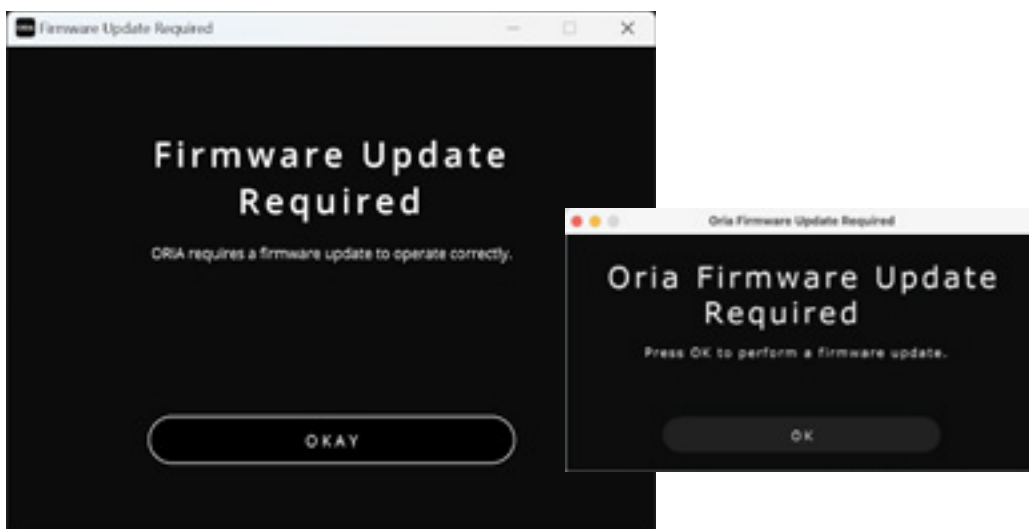 Firmware Update Required
Firmware Update
Required
ORIA requires a firmware update to operate correctly.
OKAY
Oria Firmware Update Required
Oria Firmware Update
Required
Press OK to perform a firmware update.
OK